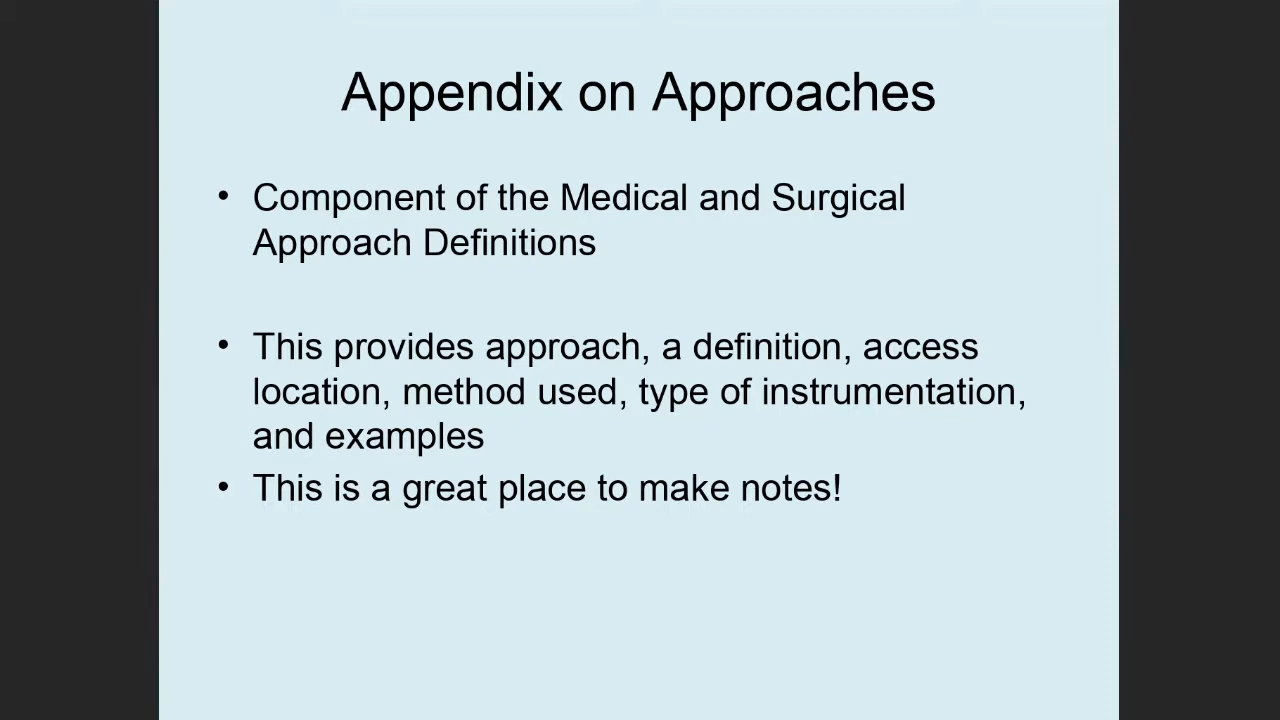 Appendix on Approaches
• Component of the Medical and Surgical
Approach Definitions
• This provides approach, a definition, access
location, method used, type of instrumentation,
and examples
• This is a great place to make notes!